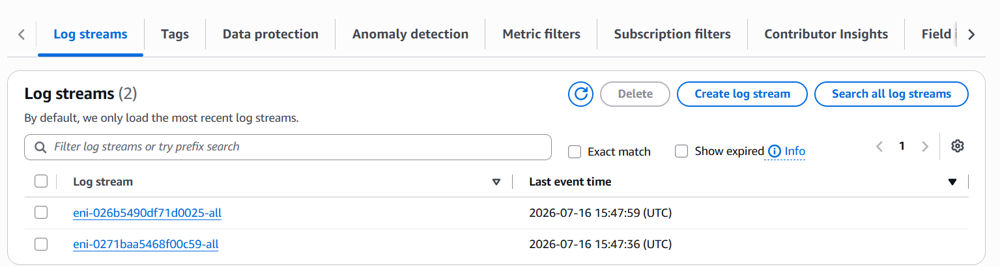 Log streams Tags Data protection Anomaly detection Metric filters Subscription filters Contributor Insights Field
Log streams (2) Delete Create log stream Search all log streams
By default, we only load the most recent log streams.
Filter log streams or try prefix search Exact match Show expired Info 1
Log stream Last event time
eni-026b5490df71d0025-all 2026-07-16 15:47:59 (UTC)
eni-0271baa5468f00c59-all 2026-07-16 15:47:36 (UTC)